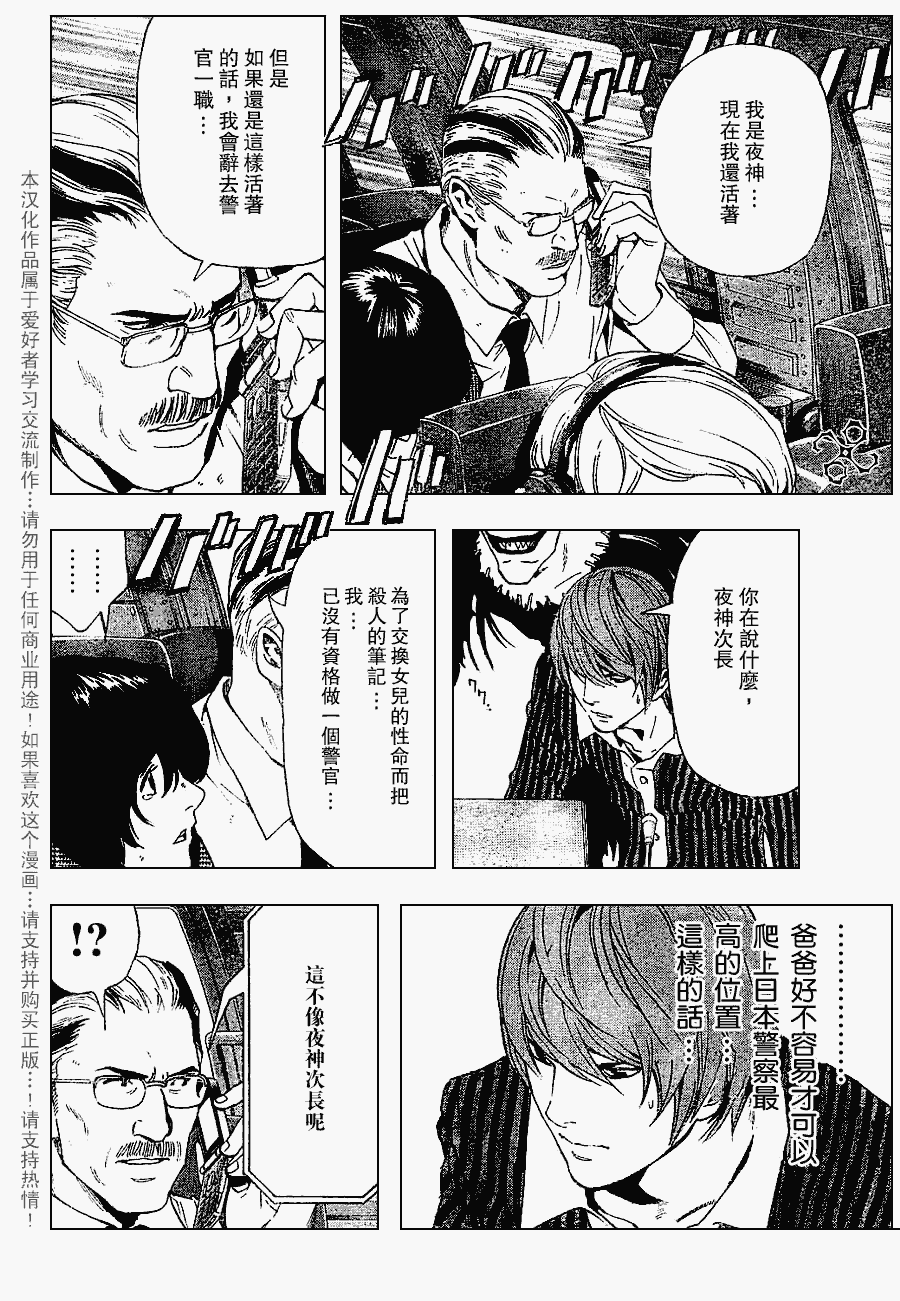 我是夜神…
現在我還活著
但是
如果還是這樣活著
的話，我會辭去警
官一職…
ガガガガ
你在說什麼，
夜神次長
ククク
為了交換女兒的性命而把
殺人的筆記…
我…
已沒有資格做一個警官…
……
……
…………
爸爸好不容易才可以
爬上日本警察最
高的位置…
這樣的話…
這不像夜神次長呢
!?
本汉化作品属于爱好者学习交流制作…请勿用于任何商业用途！如果喜欢这个漫画…请支持并购买正版…！请支持热情！